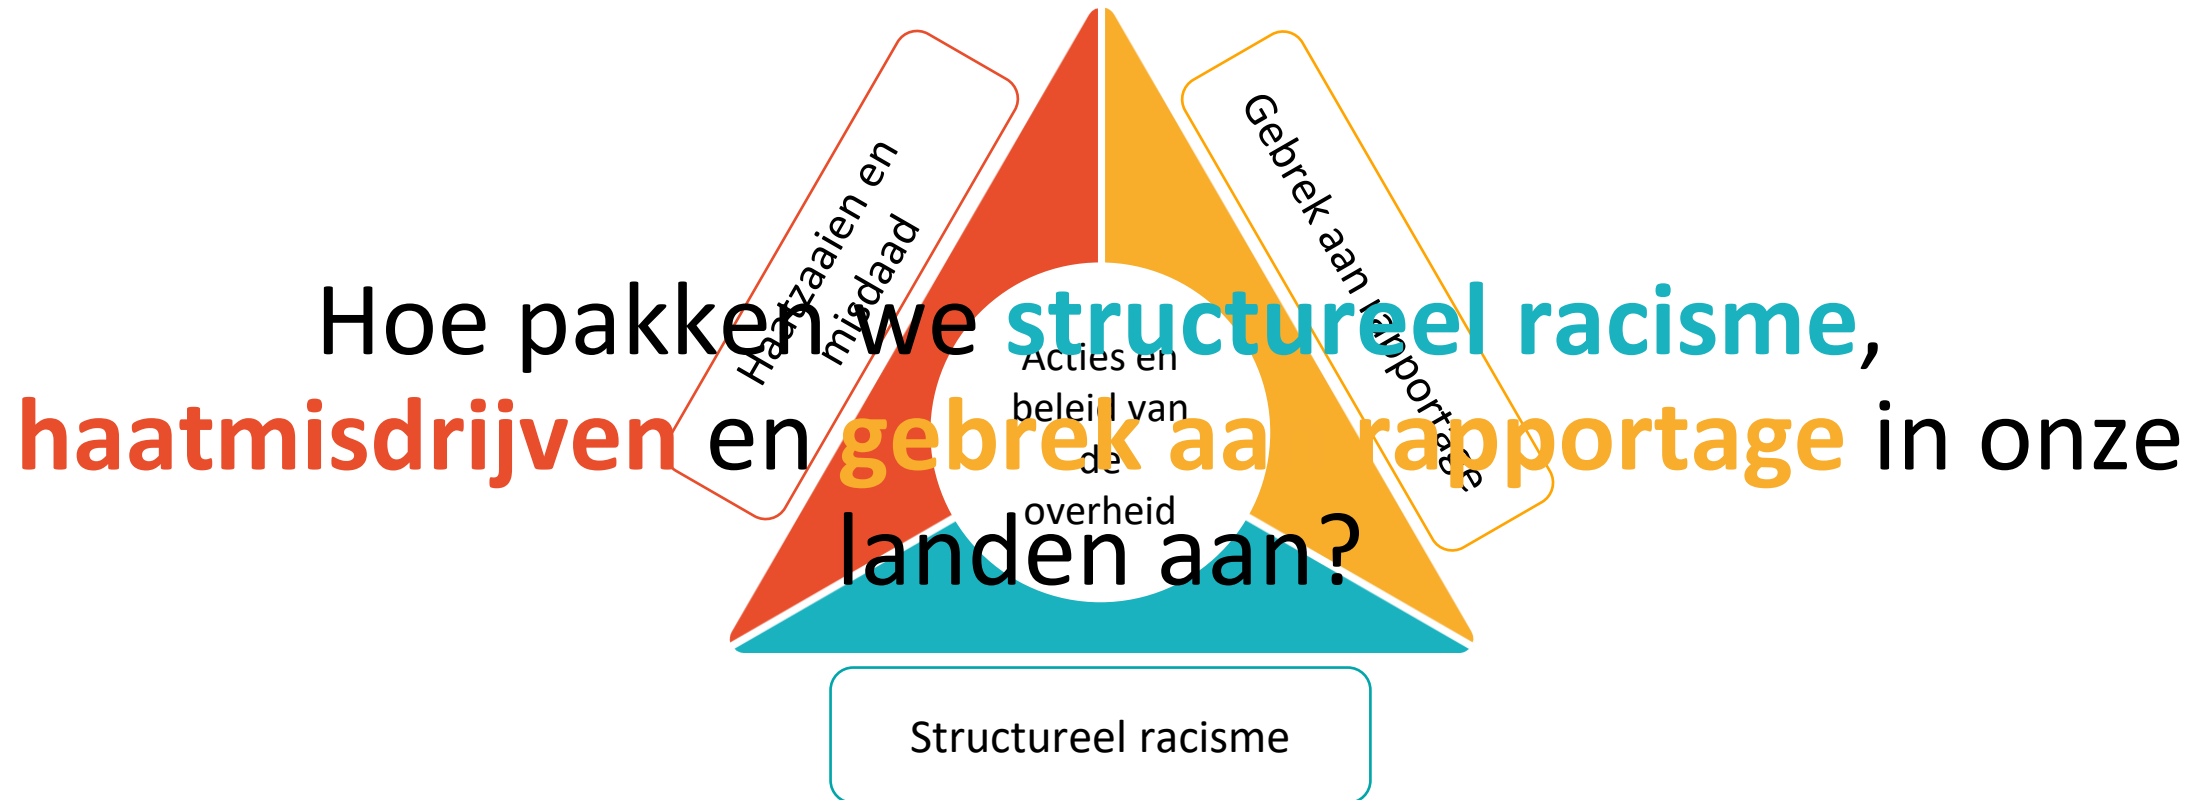 Hoe pakken we structureel racisme,
haatmisdrijven en gebrek aan rapportage in onze
landen aan?
Haatzaaien en
misdaad
Gebrek aan rapportage
Acties en
beleid van
de
overheid
Structureel racisme